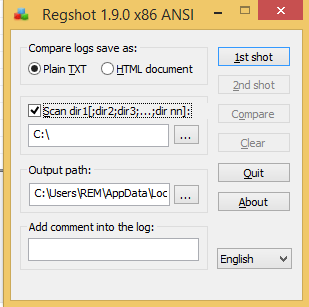 Regshot 1.9.0 x86 ANSI
Compare logs save as:
Plain TXT
HTML document
Scan dir1[;dir2;dir3;...;dir nn]:
C:\
...
Output path:
C:\Users\REM\AppData\Loc
...
Add comment into the log:
1st shot
2nd shot
Compare
Clear
Quit
About
English